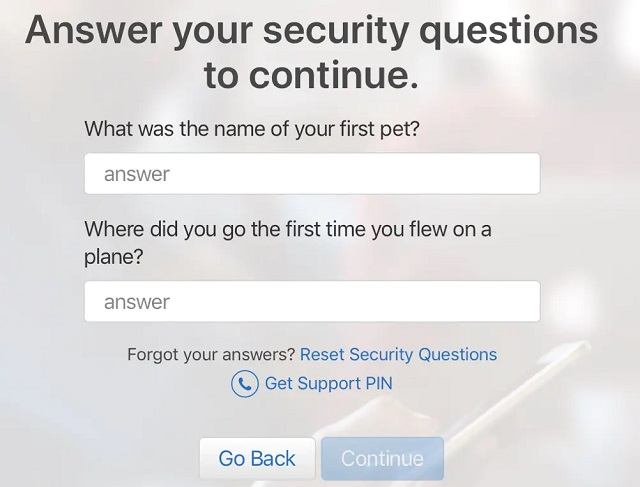 Answer your security questions
to continue.
What was the name of your first pet?
answer
Where did you go the first time you flew on a
plane?
answer
Forgot your answers? Reset Security Questions
Get Support PIN
Go Back Continue